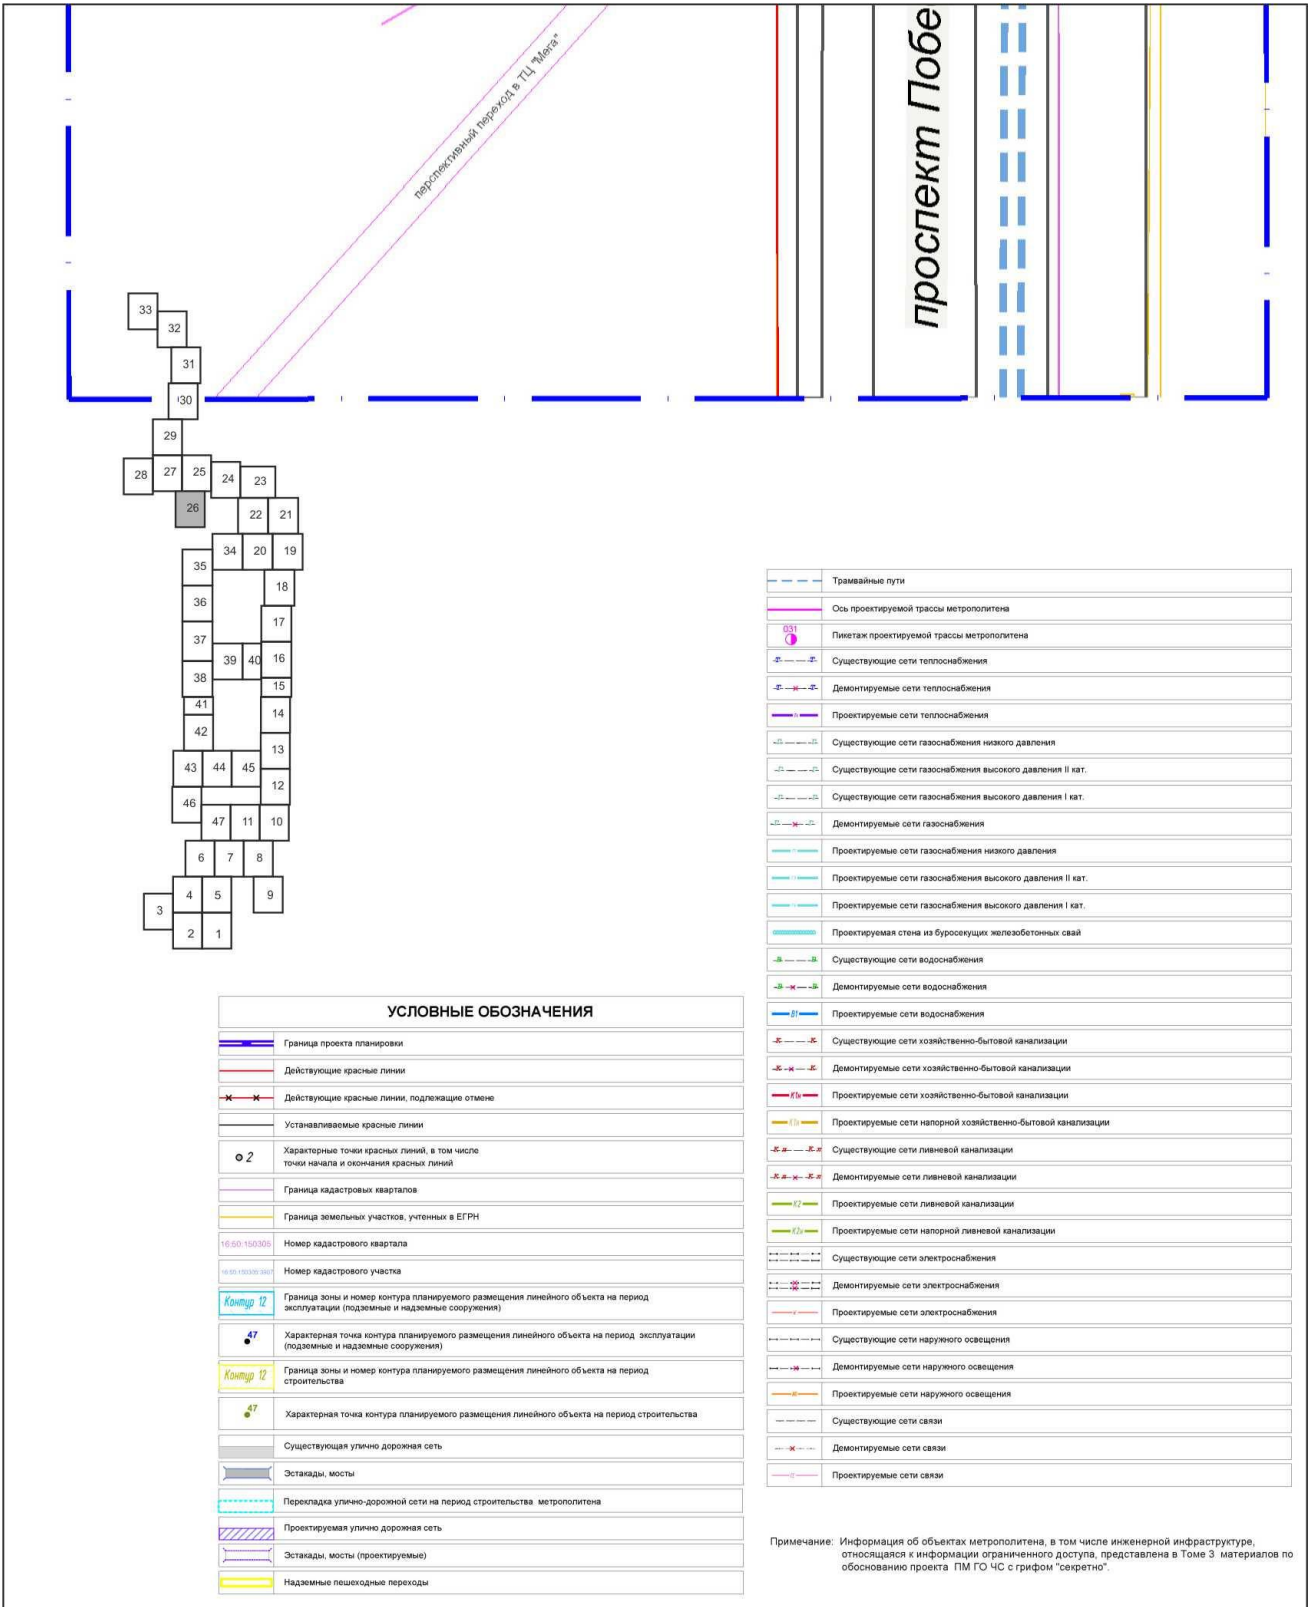 перспективный переход в ТЦ "Мега"
проспект Побе
33
32
31
30
29
28
27
25
24
23
26
22
21
34
20
19
35
18
36
17
37
39
40
16
38
15
41
14
42
13
43
44
45
12
46
47
11
10
6
7
8
4
5
9
3
2
1
УСЛОВНЫЕ ОБОЗНАЧЕНИЯ
Граница проекта планировки
Действующие красные линии
Действующие красные линии, подлежащие отмене
Устанавливаемые красные линии
2
Характерные точки красных линий, в том числе
точки начала и окончания красных линий
Граница кадастровых кварталов
Граница земельных участков, учтенных в ЕГРН
16:50:150305
Номер кадастрового квартала
Номер кадастрового участка
Контур 12
Граница зоны и номер контура планируемого размещения линейного объекта на период
эксплуатации (подземные и надземные сооружения)
47
Характерная точка контура планируемого размещения линейного объекта на период эксплуатации
(подземные и надземные сооружения)
Контур 12
Граница зоны и номер контура планируемого размещения линейного объекта на период
строительства
47
Характерная точка контура планируемого размещения линейного объекта на период строительства
Существующая улично дорожная сеть
Эстакады, мосты
Перекладка улично-дорожной сети на период строительства метрополитена
Проектируемая улично дорожная сеть
Эстакады, мосты (проектируемые)
Надземные пешеходные переходы
Трамвайные пути
Ось проектируемой трассы метрополитена
031
Пикетаж проектируемой трассы метрополитена
Существующие сети теплоснабжения
Демонтируемые сети теплоснабжения
Проектируемые сети теплоснабжения
Существующие сети газоснабжения низкого давления
Существующие сети газоснабжения высокого давления II кат.
Существующие сети газоснабжения высокого давления I кат.
Демонтируемые сети газоснабжения
Проектируемые сети газоснабжения низкого давления
Проектируемые сети газоснабжения высокого давления II кат.
Проектируемые сети газоснабжения высокого давления I кат.
Проектируемая стена из буросекущих железобетонных свай
В В
Существующие сети водоснабжения
В В
Демонтируемые сети водоснабжения
В1
Проектируемые сети водоснабжения
К К
Существующие сети хозяйственно-бытовой канализации
К К
Демонтируемые сети хозяйственно-бытовой канализации
К1н
Проектируемые сети хозяйственно-бытовой канализации
К1н
Проектируемые сети напорной хозяйственно-бытовой канализации
Существующие сети ливневой канализации
Демонтируемые сети ливневой канализации
К2
Проектируемые сети ливневой канализации
К2н
Проектируемые сети напорной ливневой канализации
Существующие сети электроснабжения
Демонтируемые сети электроснабжения
Проектируемые сети электроснабжения
Существующие сети наружного освещения
Демонтируемые сети наружного освещения
Проектируемые сети наружного освещения
Существующие сети связи
Демонтируемые сети связи
Проектируемые сети связи
Примечание: Информация об объектах метрополитена, в том числе инженерной инфраструктуре,
относящаяся к информации ограниченного доступа, представлена в Томе 3 материалов по
обоснованию проекта ПМ ГО ЧС с грифом "секретно".